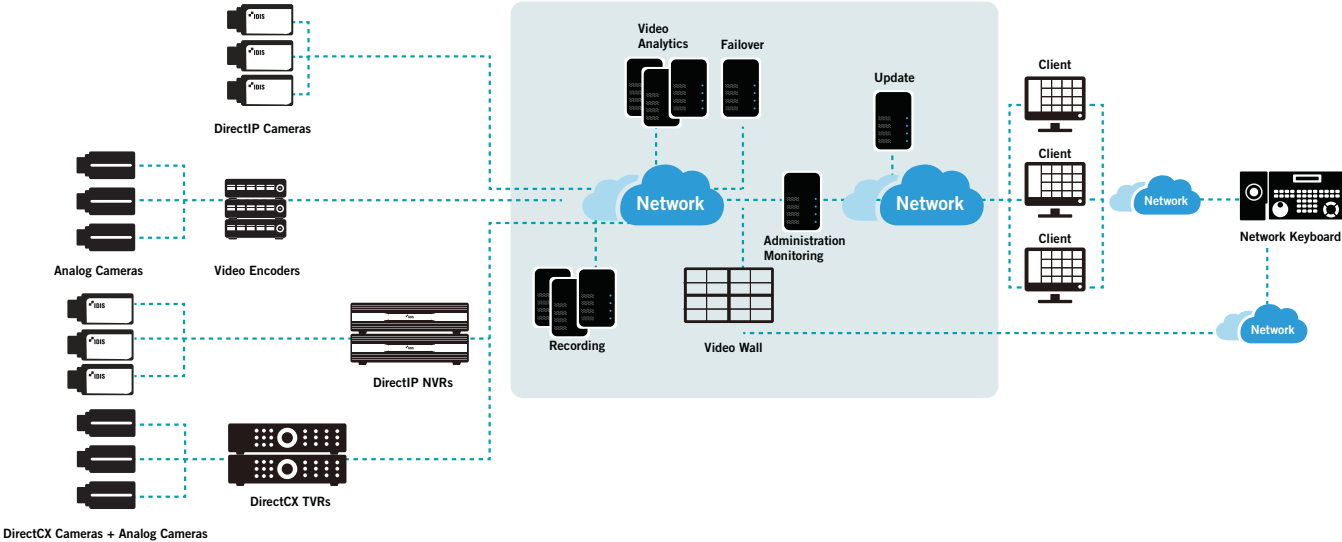 IDIS
IDIS
IDIS
DirectIP Cameras
Analog Cameras
Video Encoders
IDIS
IDIS
IDIS
IDIS
IDIS
DirectIP NVRs
DirectCX TVRs
DirectCX Cameras + Analog Cameras
Video
Analytics
Failover
Update
Network
Network
Administration
Monitoring
Recording
Video Wall
Client
Client
Client
Network
Network Keyboard
Network